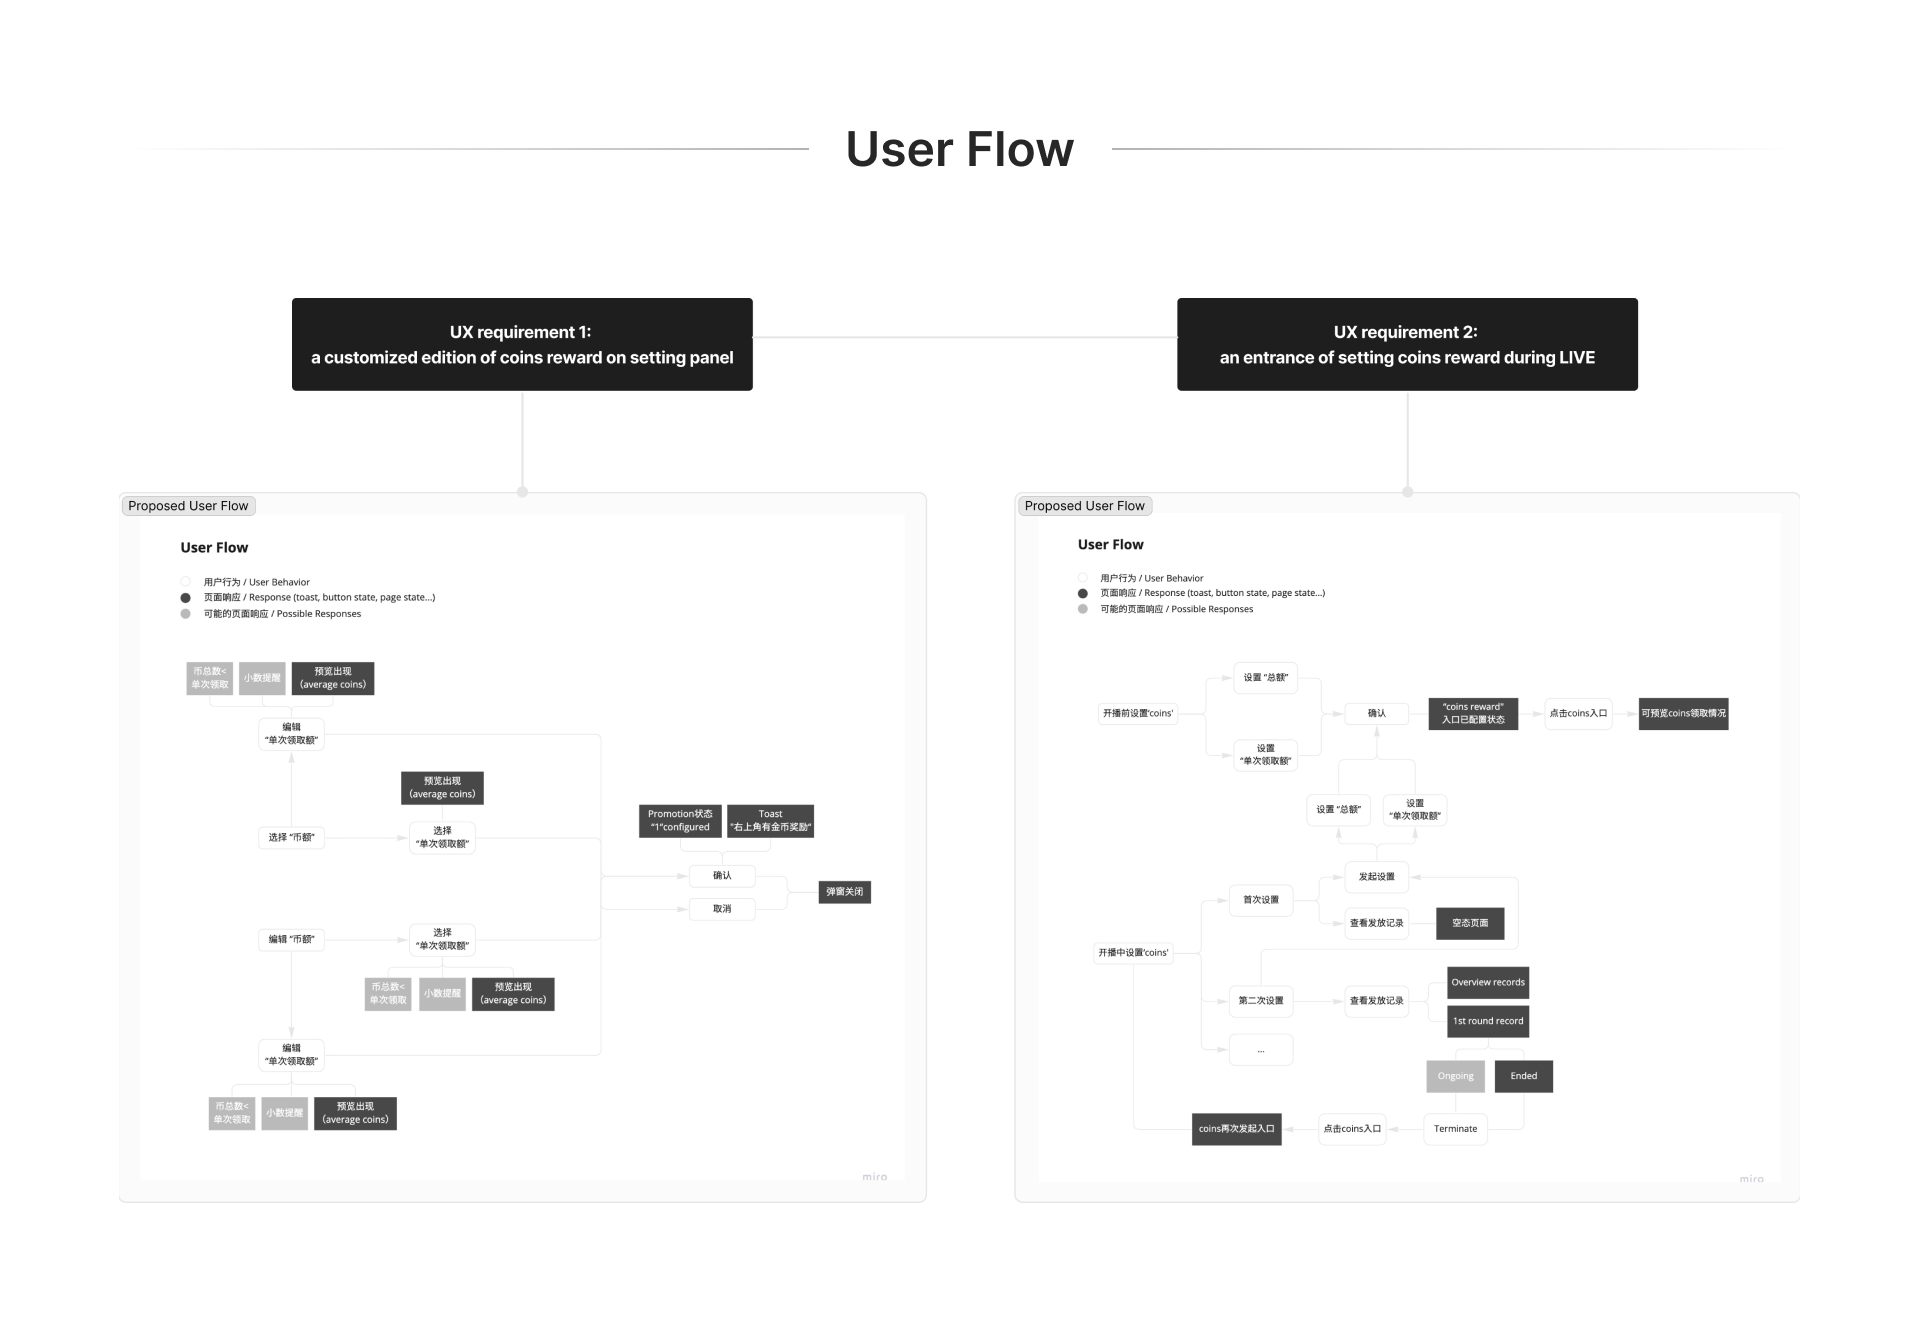 User Flow
UX requirement 1:
a customized edition of coins reward on setting panel
UX requirement 2:
an entrance of setting coins reward during LIVE
Proposed User Flow
User Flow
用户行为 / User Behavior
页面响应 / Response (toast, button state, page state...)
可能的页面响应 / Possible Responses
币总数<
单次领取
小数提醒
预览出现
(average coins)
编辑
“单次领取额”
预览出现
(average coins)
选择 “币额”
选择
“单次领取额”
Promotion状态
“1”configured
Toast
“右上角有金币奖励”
确认
弹窗关闭
取消
编辑 “币额”
选择
“单次领取额”
币总数<
单次领取
小数提醒
预览出现
(average coins)
编辑
“单次领取额”
币总数<
单次领取
小数提醒
预览出现
(average coins)
miro
Proposed User Flow
User Flow
用户行为 / User Behavior
页面响应 / Response (toast, button state, page state...)
可能的页面响应 / Possible Responses
设置 “总额”
开播前设置‘coins’
确认
“coins reward”
入口已配置状态
点击coins入口
可预览coins领取情况
设置
“单次领取额”
设置 “总额”
设置
“单次领取额”
发起设置
首次设置
查看发放记录
空态页面
开播中设置‘coins’
Overview records
第二次设置
查看发放记录
1st round record
...
Ongoing
Ended
coins再次发起入口
点击coins入口
Terminate
miro